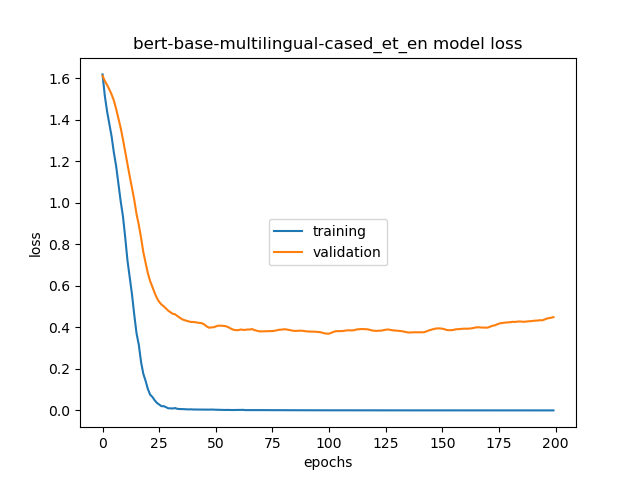 bert-base-multilingual-cased_et_en model loss
1.6
1.4
1.2
1.0
0.8
0.6
0.4
0.2
0.0
loss
training
validation
0 25 50 75 100 125 150 175 200
epochs